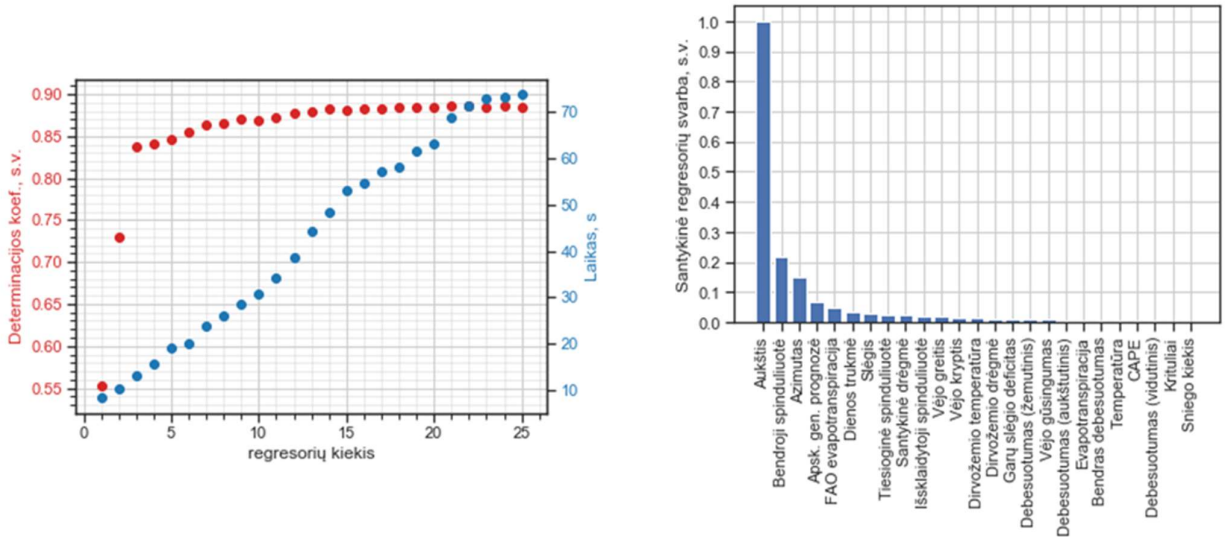 Determinacijos koef., s.v.
0.90
0.85
0.80
0.75
0.70
0.65
0.60
0.55
70
60
50
40
30
20
10
Laikas, s
0 5 10 15 20 25
regresorių kiekis
Santykinė regresorių svarba, s.v.
1.0
0.9
0.8
0.7
0.6
0.5
0.4
0.3
0.2
0.1
0.0
Aukštis
Bendroji spinduliuotė
Azimutas
Apsk. gen. prognozė
FAO evapotranspiracija
Dienos trukmė
Slėgis
Tiesioginė spinduliuotė
Santykinė drėgmė
Išsklaidytoji spinduliuotė
Vėjo greitis
Vėjo kryptis
Dirvožemio temperatūra
Dirvožemio drėgmė
Garų slėgio deficitas
Debesuotumas (žemutinis)
Vėjo gūsingumas
Debesuotumas (aukštutinis)
Evapotranspiracija
Bendras debesuotumas
Temperatūra
CAPE
Debesuotumas (vidutinis)
Krituliai
Sniego kiekis